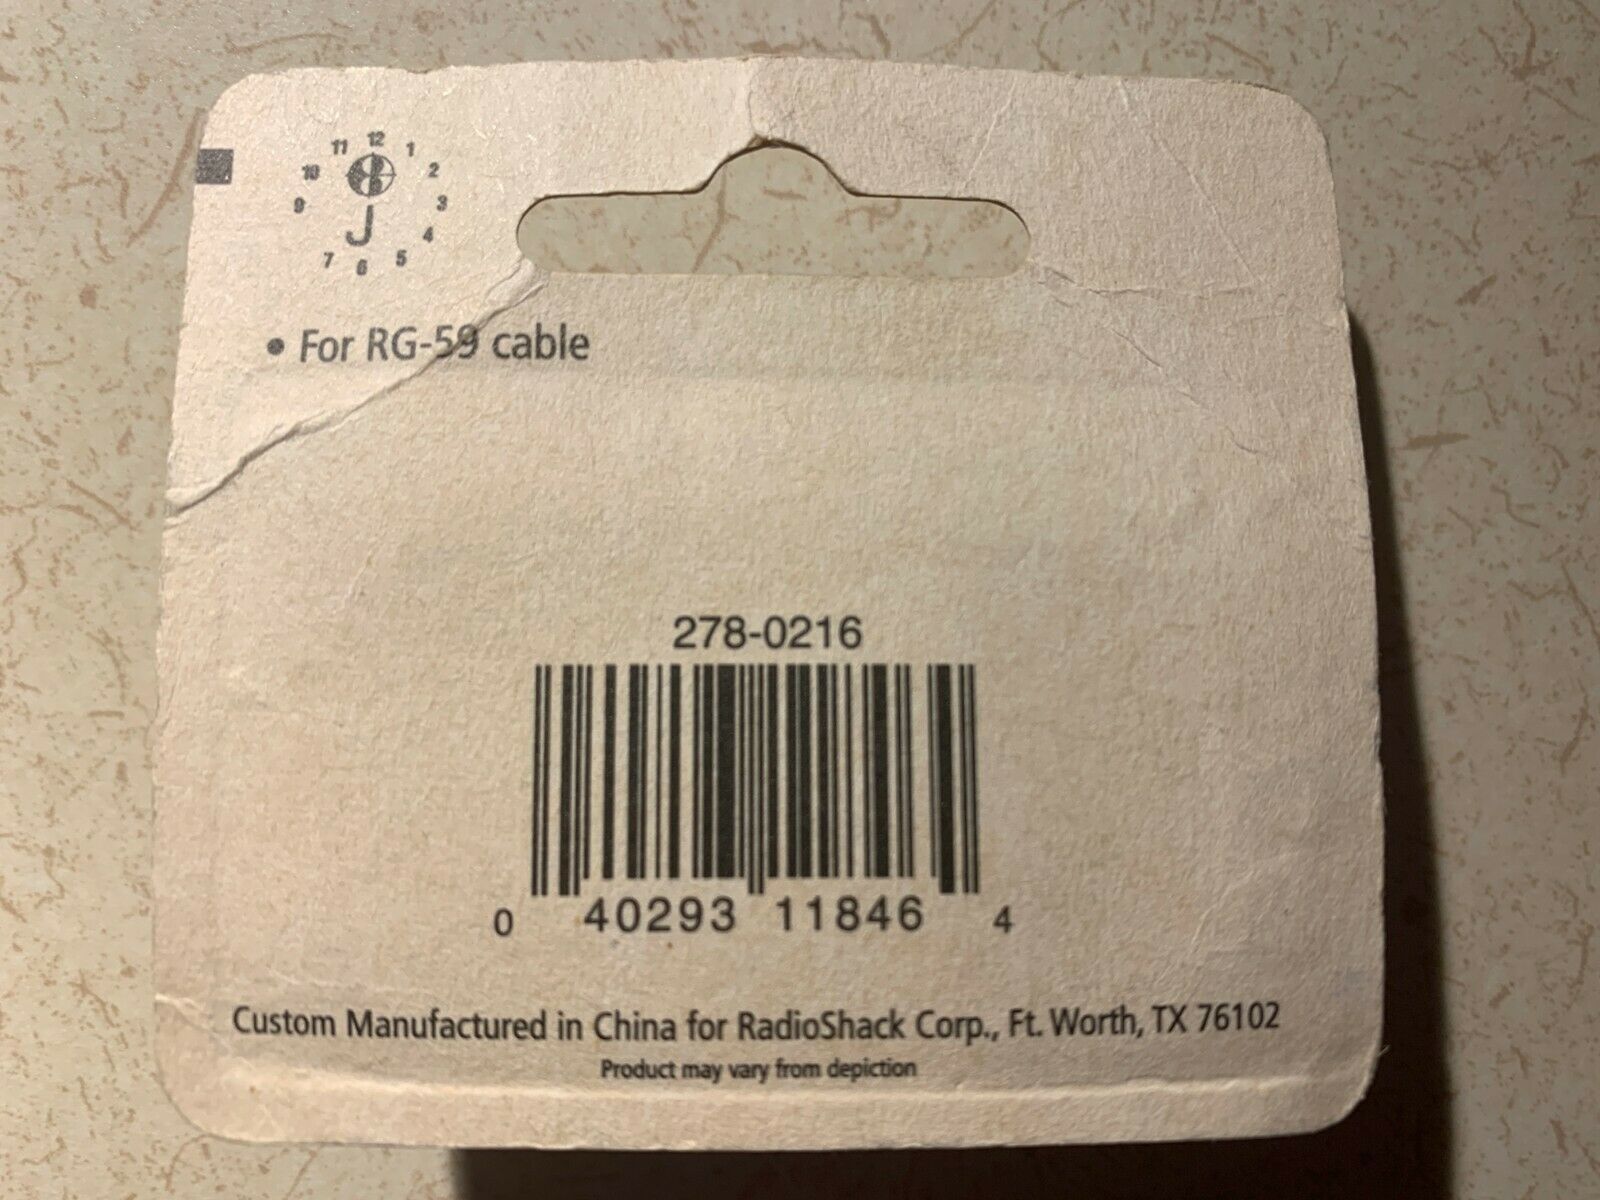 11 12 1
10 2
9 3
J 4
7 6 5
• For RG-59 cable
278-0216
0 40293 11846 4
Custom Manufactured in China for RadioShack Corp., Ft. Worth, TX 76102
Product may vary from depiction